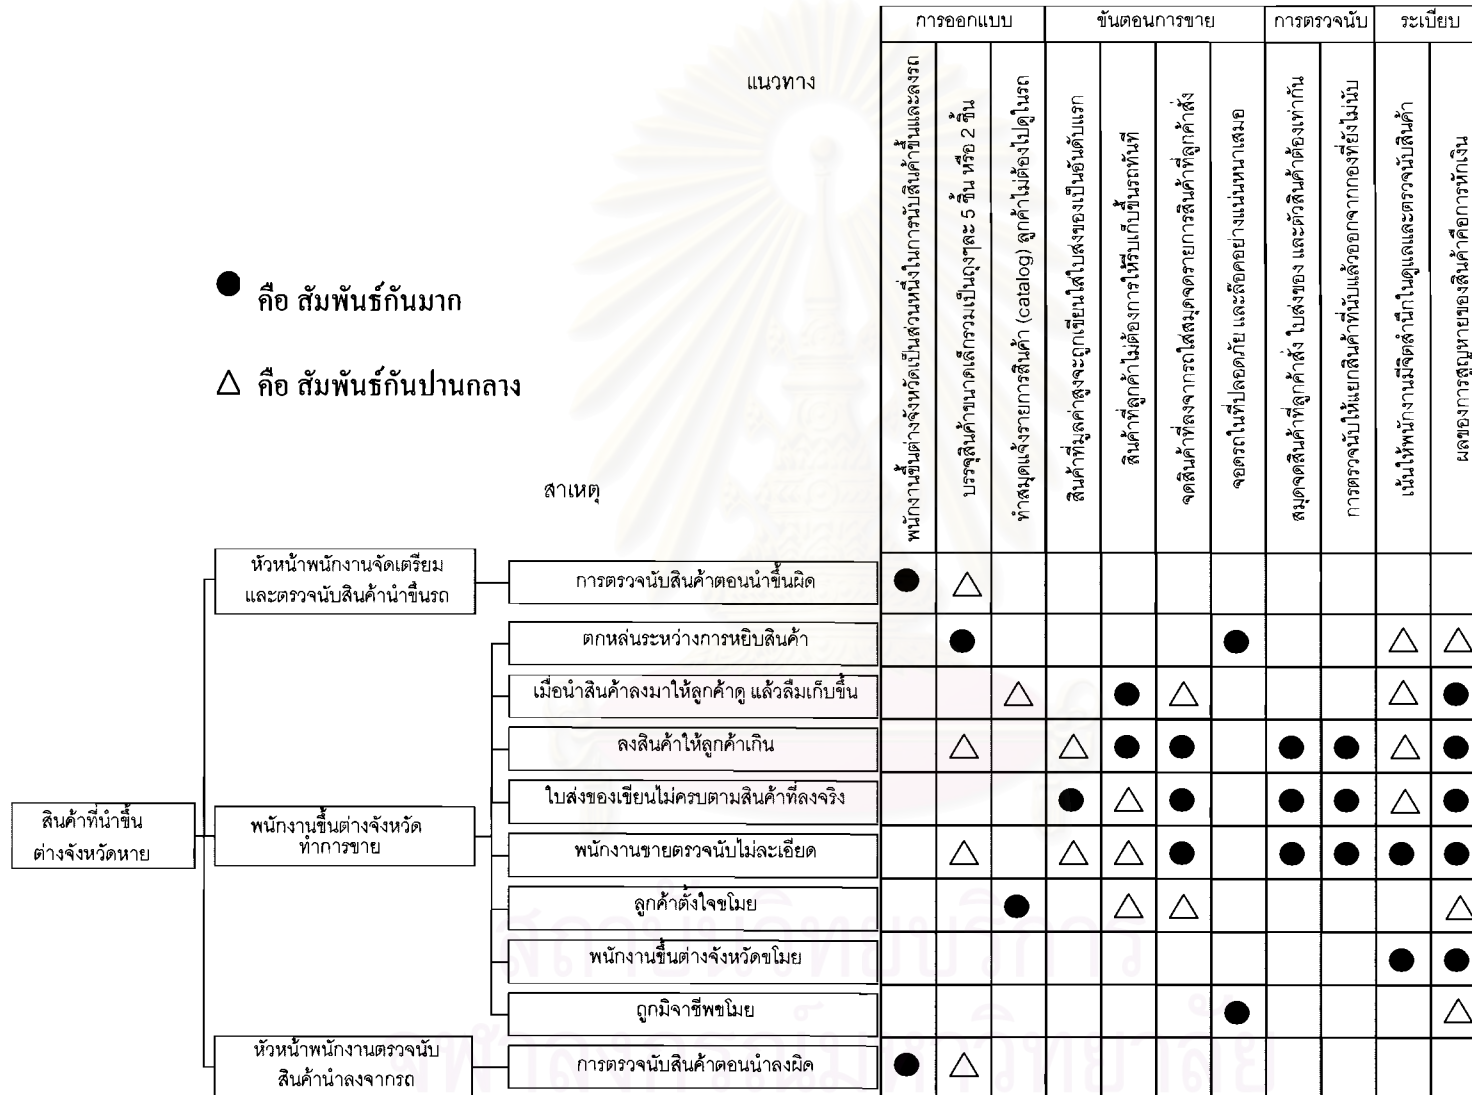 การออกแบบ
ขั้นตอนการขาย
การตรวจนับ
ระเบียบ
แนวทาง
พนักงานขึ้นต่างจังหวัดเป็นส่วนหนึ่งในการนับสินค้าขึ้นและลงรถ
บรรจุสินค้าขนาดเล็กรวมเป็นถุงๆละ 5 ชิ้น หรือ 2 ชิ้น
ทำสมุดแจ้งรายการสินค้า (catalog) ลูกค้าไม่ต้องไปดูในรถ
สินค้าที่มูลค่าสูงจะถูกเขียนใส่ใบส่งของเป็นอันดับแรก
สินค้าที่ลูกค้าไม่ต้องการให้รีบเก็บขึ้นรถทันที
จดสินค้าที่ลงจากรถใส่สมุดจดรายการสินค้าที่ลูกค้าสั่ง
จอดรถในที่ปลอดภัย และล๊อคอย่างแน่นหนาเสมอ
สมุดจดสินค้าที่ลูกค้าสั่ง ใบส่งของ และตัวสินค้าต้องเท่ากัน
การตรวจนับให้แยกสินค้าที่นับแล้วออกจากกองที่ยังไม่นับ
เน้นให้พนักงานมีจิตสำนึกในดูแลและตรวจนับสินค้า
ผลของการสูญหายของสินค้าคือการหักเงิน
● คือ สัมพันธ์กันมาก
△ คือ สัมพันธ์กันปานกลาง
สาเหตุ
หัวหน้าพนักงานจัดเตรียม
และตรวจนับสินค้านำขึ้นรถ
การตรวจนับสินค้าตอนนำขึ้นผิด
ตกหล่นระหว่างการหยิบสินค้า
เมื่อนำสินค้าลงมาให้ลูกค้าดู แล้วลืมเก็บขึ้น
ลงสินค้าให้ลูกค้าเกิน
ใบส่งของเขียนไม่ครบตามสินค้าที่ลงจริง
สินค้าที่นำขึ้น
ต่างจังหวัดหาย
พนักงานขึ้นต่างจังหวัด
ทำการขาย
พนักงานขายตรวจนับไม่ละเอียด
ลูกค้าตั้งใจขโมย
พนักงานขึ้นต่างจังหวัดขโมย
ถูกมิจาชีพขโมย
หัวหน้าพนักงานตรวจนับ
สินค้านำลงจากรถ
การตรวจนับสินค้าตอนนำลงผิด
สถาบันวิทยบริการ
จุฬาลงกรณ์มหาวิทยาลัย